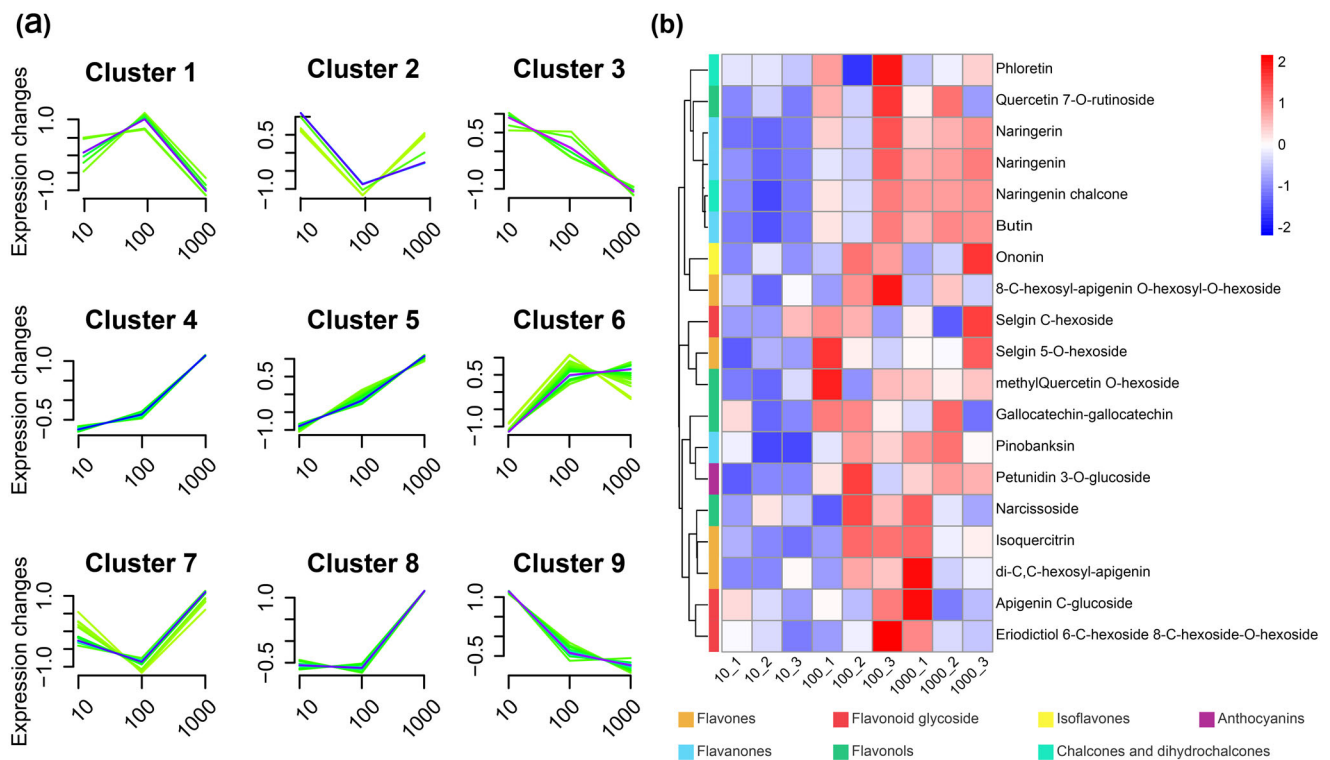 (a)
Cluster 1
Cluster 2
Cluster 3
Expression changes
1.0
-1.0
10
100
1000
0.5
-1.0
10
100
1000
0.5
-1.0
10
100
1000
Cluster 4
Cluster 5
Cluster 6
Expression changes
1.0
-0.5
10
100
1000
0.5
-1.0
10
100
1000
0.5
-1.0
10
100
1000
Cluster 7
Cluster 8
Cluster 9
Expression changes
1.0
-1.0
10
100
1000
1.0
-0.5
10
100
1000
1.0
-0.5
10
100
1000
(b)
Phloretin
Quercetin 7-O-rutinoside
Naringerin
Naringenin
Naringenin chalcone
Butin
Ononin
8-C-hexosyl-apigenin O-hexosyl-O-hexoside
Selgin C-hexoside
Selgin 5-O-hexoside
methylQuercetin O-hexoside
Gallocatechin-gallocatechin
Pinobanksin
Petunidin 3-O-glucoside
Narcissoside
Isoquercitrin
di-C,C-hexosyl-apigenin
Apigenin C-glucoside
Eriodictiol 6-C-hexoside 8-C-hexoside-O-hexoside
2
1
0
-1
-2
10_1
10_2
10_3
100_1
100_2
100_3
1000_1
1000_2
1000_3
Flavones
Flavonoid glycoside
Isoflavones
Anthocyanins
Flavanones
Flavonols
Chalcones and dihydrochalcones